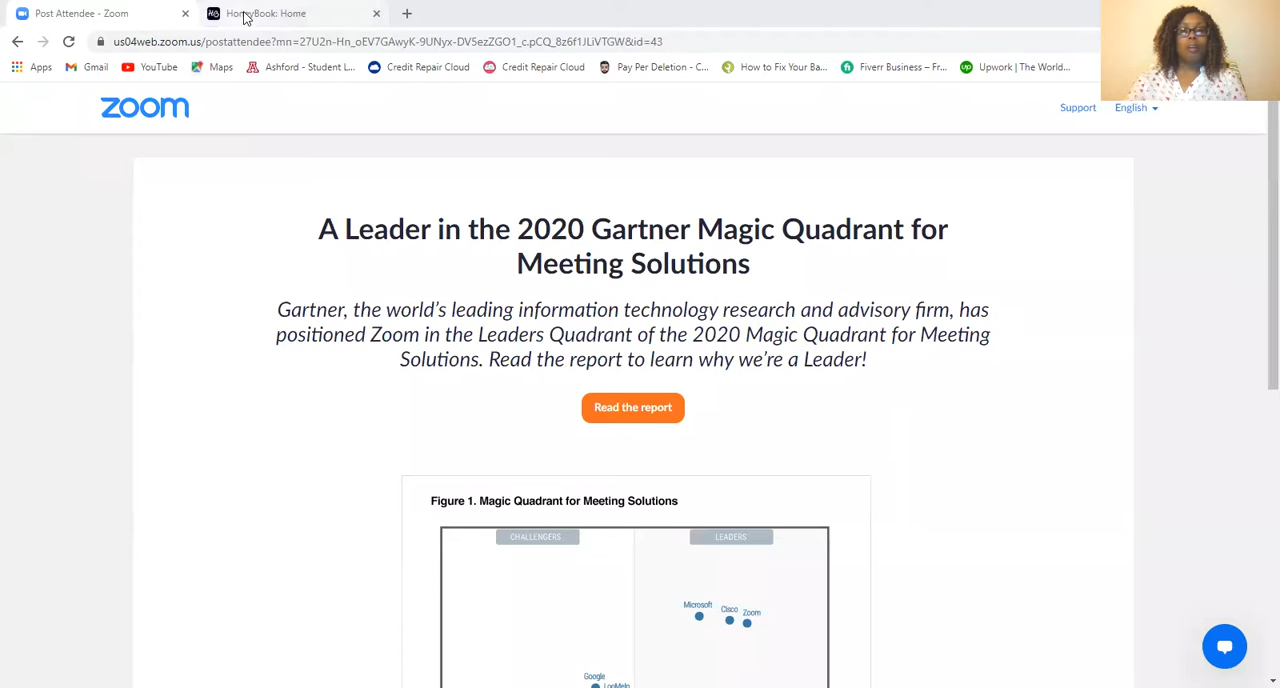 Post Attendee - Zoom
HoneyBook: Home
us04web.zoom.us/postattendee?mn=27U2n-Hn_oEV7GAwyK-9UNyx-DV5ezZGO1_c.pCQ_8z6f1JLiVTGW&id=43
Apps Gmail YouTube Maps Ashford - Student L... Credit Repair Cloud Credit Repair Cloud Pay Per Deletion - C... How to Fix Your Ba... Fiverr Business – Fr... Upwork | The World...
zoom
Support English
A Leader in the 2020 Gartner Magic Quadrant for
Meeting Solutions
Gartner, the world's leading information technology research and advisory firm, has
positioned Zoom in the Leaders Quadrant of the 2020 Magic Quadrant for Meeting
Solutions. Read the report to learn why we're a Leader!
Read the report
Figure 1. Magic Quadrant for Meeting Solutions
CHALLENGERS LEADERS
Microsoft Cisco Zoom
Google
LogMeIn